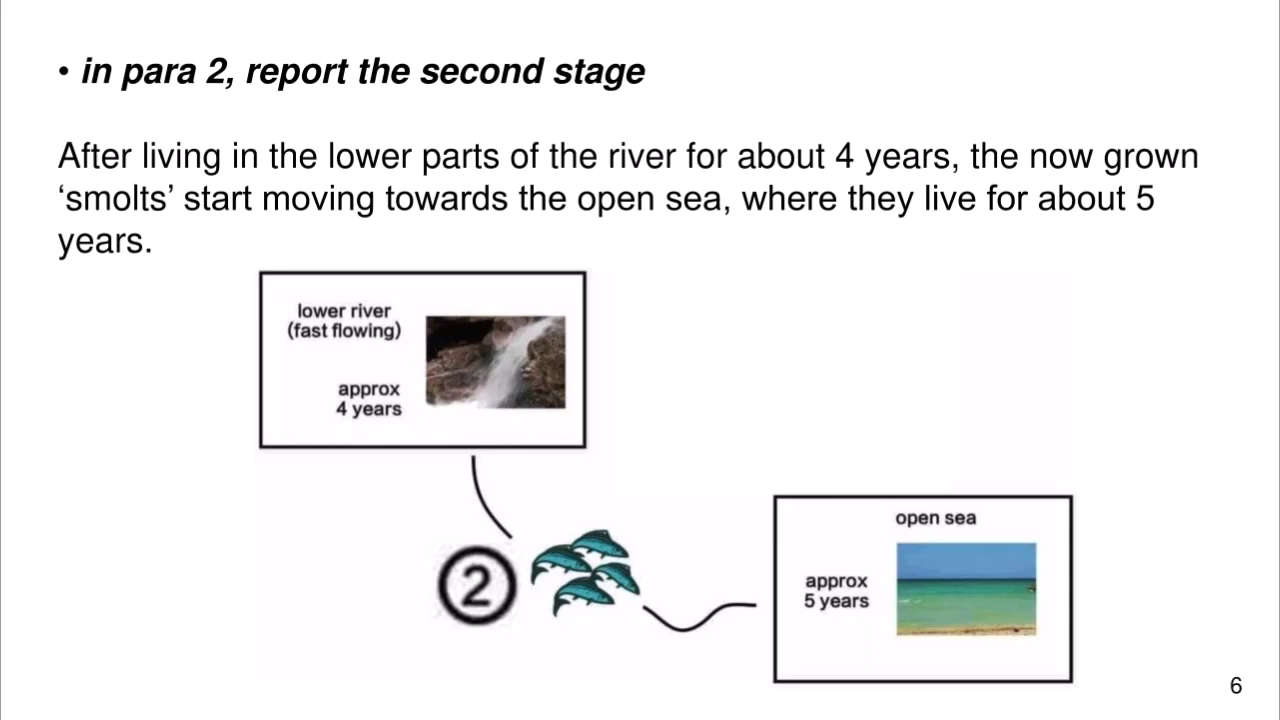 • in para 2, report the second stage
After living in the lower parts of the river for about 4 years, the now grown
‘smolts’ start moving towards the open sea, where they live for about 5
years.
lower river
(fast flowing)
approx
4 years
2
open sea
approx
5 years
6